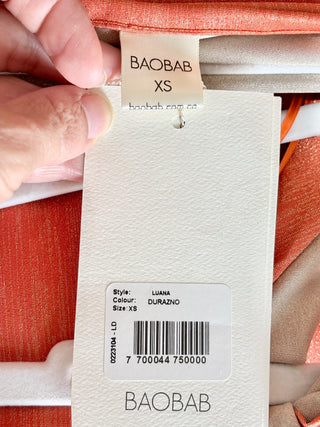 BAOBAB
XS
baobab.com.co
Style: LUANA
Colour: DURAZNO
Size: XS
0223104 - LD
7 700044 750000
BAOBAB